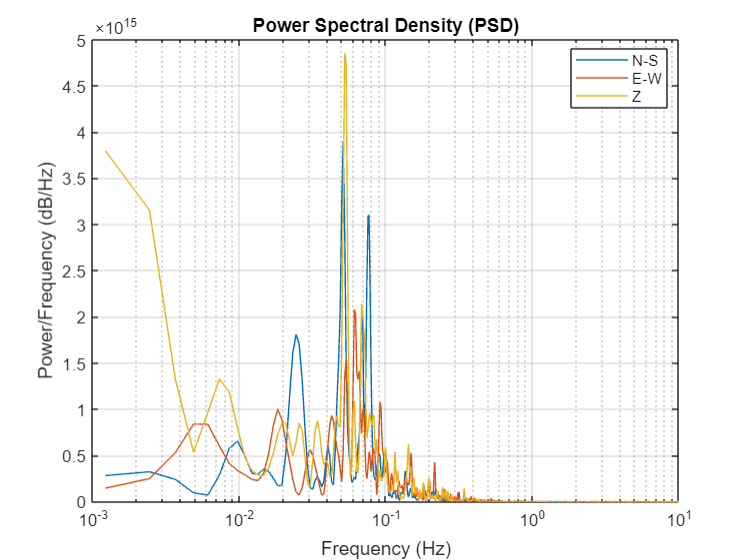 Power Spectral Density (PSD)
×10^15
5
4.5
4
3.5
3
2.5
2
1.5
1
0.5
0
Power/Frequency (dB/Hz)
N-S
E-W
Z
10^-3 10^-2 10^-1 10^0 10^1
Frequency (Hz)